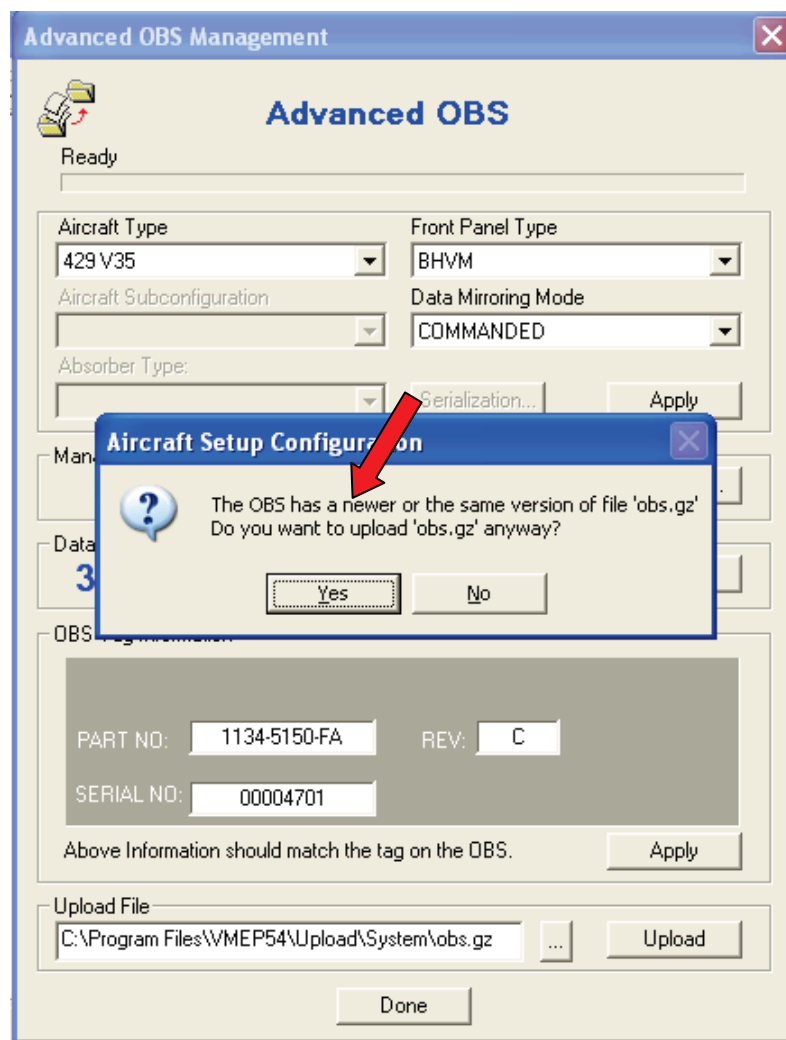 Advanced OBS Management
Advanced OBS
Ready
Aircraft Type
Front Panel Type
429 V35
BHVM
Aircraft Subconfiguration
Data Mirroring Mode
COMMANDED
Absorber Type:
Serialization...
Apply
Aircraft Setup
Man
The OBS has a newer or the same version of file 'obs.gz'
Do you want to upload 'obs.gz' anyway?
Data
3
Yes
No
OBS
PART NO:
1134-5150-FA
REV:
C
SERIAL NO:
00004701
Above Information should match the tag on the OBS.
Apply
Upload File
C:\Program Files\VMEP54\Upload\System\obs.gz
...
Upload
Done